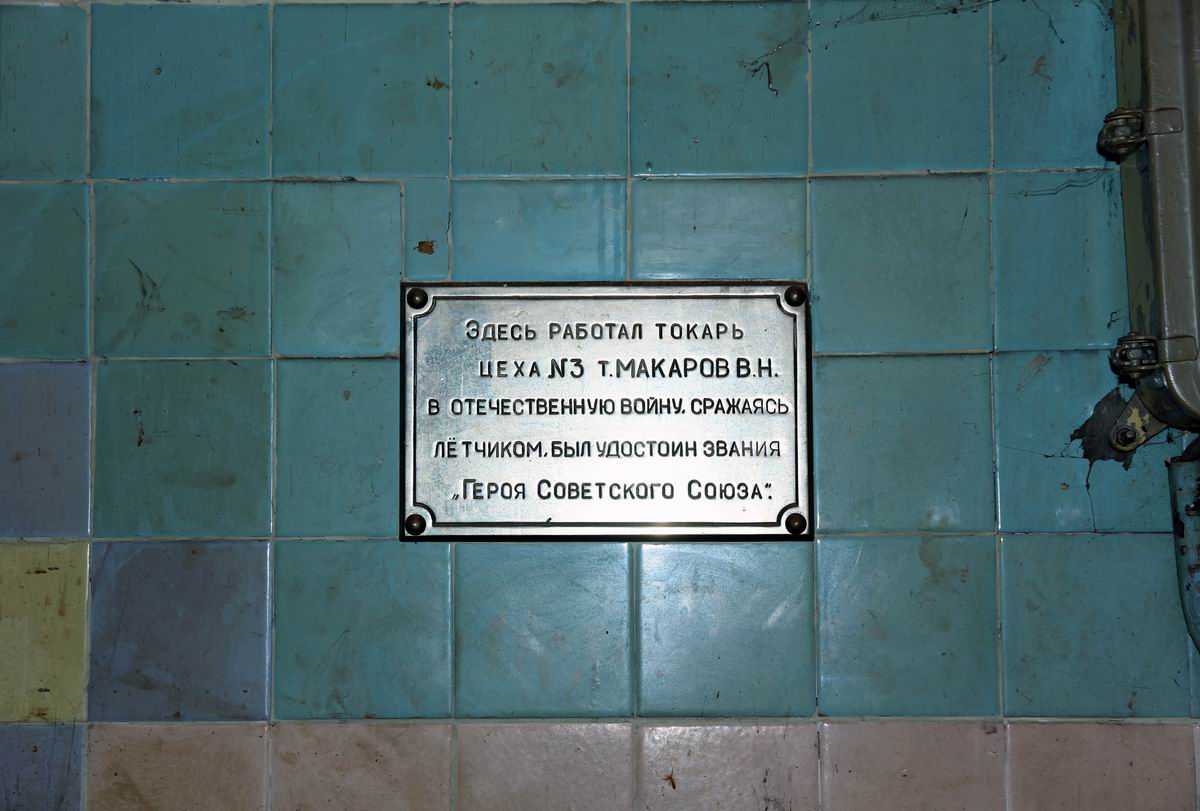 Здесь работал токарь
цеха №3 т.Макаров В.Н.
в Отечественную войну, сражаясь
лётчиком, был удостоин звания
„Героя Советского Союза".